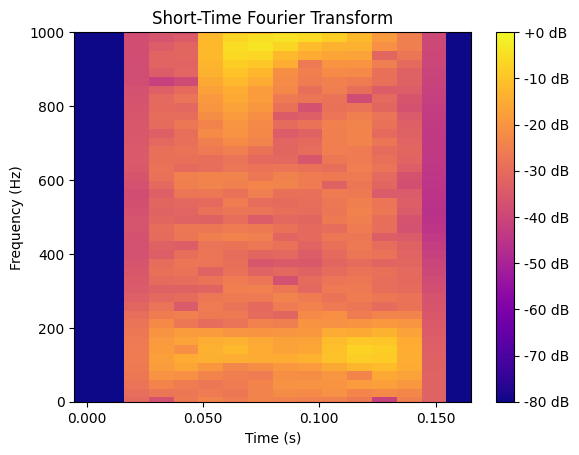 Short-Time Fourier Transform
1000
800
600
400
200
0
Frequency (Hz)
0.000
0.050
0.100
0.150
Time (s)
+0 dB
-10 dB
-20 dB
-30 dB
-40 dB
-50 dB
-60 dB
-70 dB
-80 dB